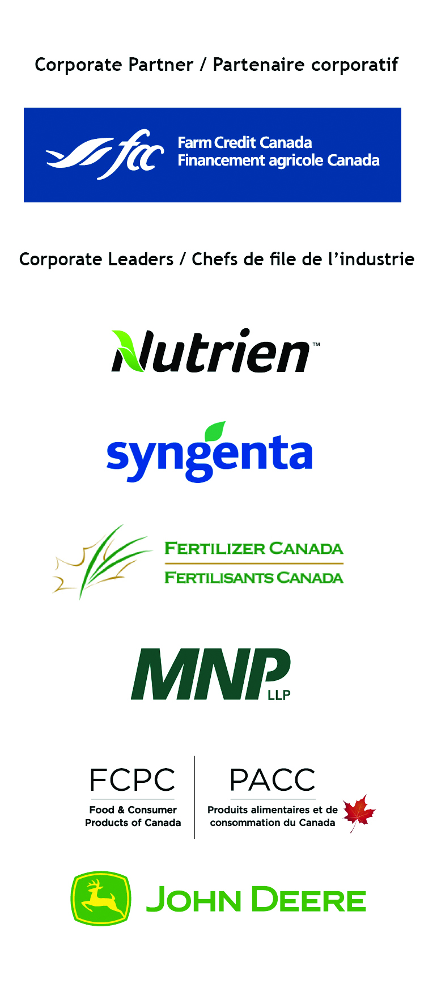 Corporate Partner / Partenaire corporatif
fcc
Farm Credit Canada
Financement agricole Canada
Corporate Leaders / Chefs de file de l’industrie
Nutrien™
syngenta
FERTILIZER CANADA
FERTILISANTS CANADA
MNP
LLP
FCPC
Food & Consumer
Products of Canada
PACC
Produits alimentaires et de
consommation du Canada
JOHN DEERE